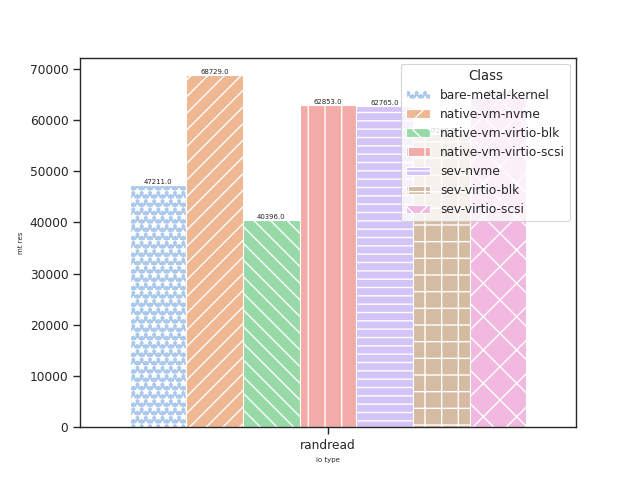 70000
60000
50000
40000
30000
20000
10000
0
mt res
47211.0
68729.0
40396.0
62853.0
62765.0
Class
bare-metal-kernel
native-vm-nvme
native-vm-virtio-blk
native-vm-virtio-scsi
sev-nvme
sev-virtio-blk
sev-virtio-scsi
randread
io type